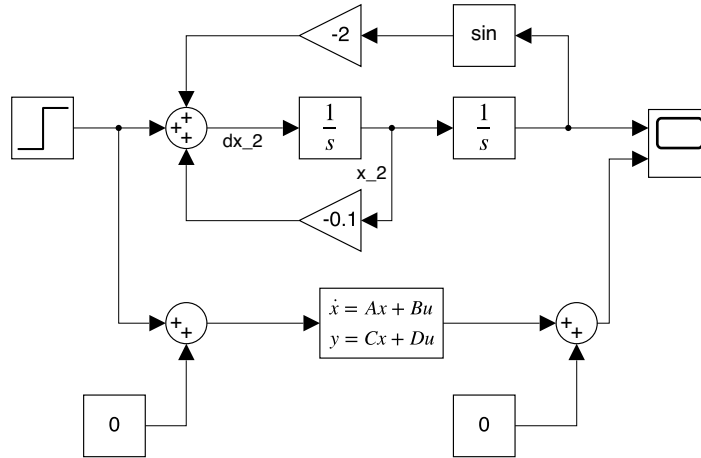 -2
sin
+
+
+
dx_2
1
s
1
s
x_2
-0.1
+
+
ẋ = Ax + Bu
y = Cx + Du
+
+
0
0